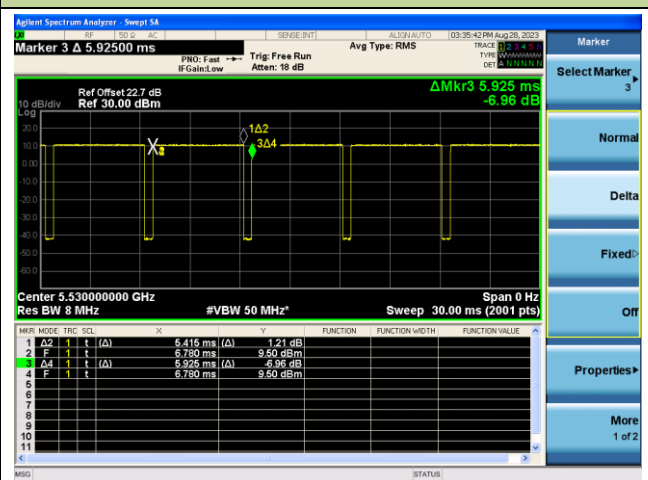 Agilent Spectrum Analyzer - Swept SA
RF 50 Ω AC SENSE:INT ALIGN AUTO 03:35:42 PM Aug 28, 2023
Marker 3 Δ 5.92500 ms
PNO: Fast
IFGain:Low
Trig: Free Run
Atten: 18 dB
Avg Type: RMS
TRACE 1 2 3 4 5 6
TYPE
DET A N N N N N
Marker
Select Marker
3
Normal
Delta
Fixed
Off
Properties
More
1 of 2
ΔMkr3 5.925 ms
-6.96 dB
Ref Offset 22.7 dB
10 dB/div Ref 30.00 dBm
Log
20.0
10.0
0.00
-10.0
-20.0
-30.0
-40.0
-50.0
-60.0
1Δ2
3Δ4
Center 5.530000000 GHz Span 0 Hz
Res BW 8 MHz #VBW 50 MHz* Sweep 30.00 ms (2001 pts)
MKR MODE TRC SCL X Y FUNCTION FUNCTION WIDTH FUNCTION VALUE
1 Δ2 1 t (Δ) 5.416 ms (Δ) 1.21 dB
2 F 1 t 6.780 ms 9.50 dBm
3 Δ4 1 t (Δ) 5.925 ms (Δ) -6.96 dB
4 F 1 t 6.780 ms 9.50 dBm
5
6
7
8
9
10
11
MSG STATUS